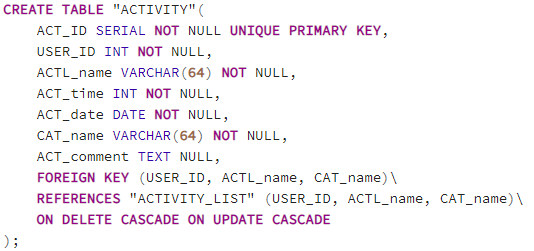 CREATE TABLE "ACTIVITY"(
ACT_ID SERIAL NOT NULL UNIQUE PRIMARY KEY,
USER_ID INT NOT NULL,
ACTL_name VARCHAR(64) NOT NULL,
ACT_time INT NOT NULL,
ACT_date DATE NOT NULL,
CAT_name VARCHAR(64) NOT NULL,
ACT_comment TEXT NULL,
FOREIGN KEY (USER_ID, ACTL_name, CAT_name)\
REFERENCES "ACTIVITY_LIST" (USER_ID, ACTL_name, CAT_name)\
ON DELETE CASCADE ON UPDATE CASCADE
);